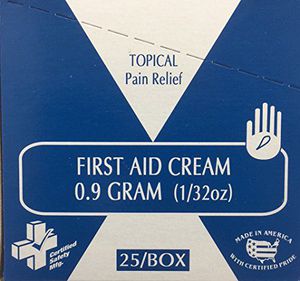 TOPICAL
Pain Relief
FIRST AID CREAM
0.9 GRAM (1/32oz)
Certified
Safety
Mfg.
25/BOX
MADE IN AMERICA
WITH CERTIFIED PRIDE